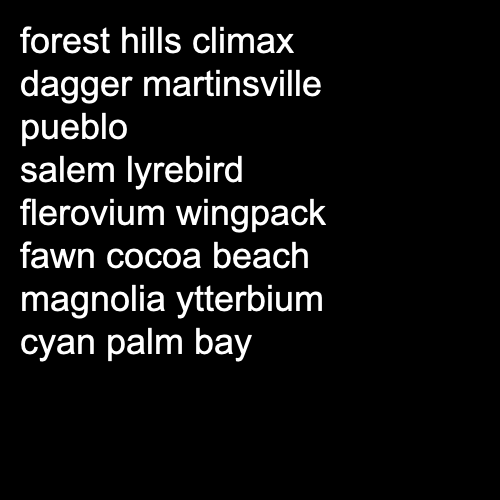 forest hills climax
dagger martinsville
pueblo
salem lyrebird
flerovium wingpack
fawn cocoa beach
magnolia ytterbium
cyan palm bay